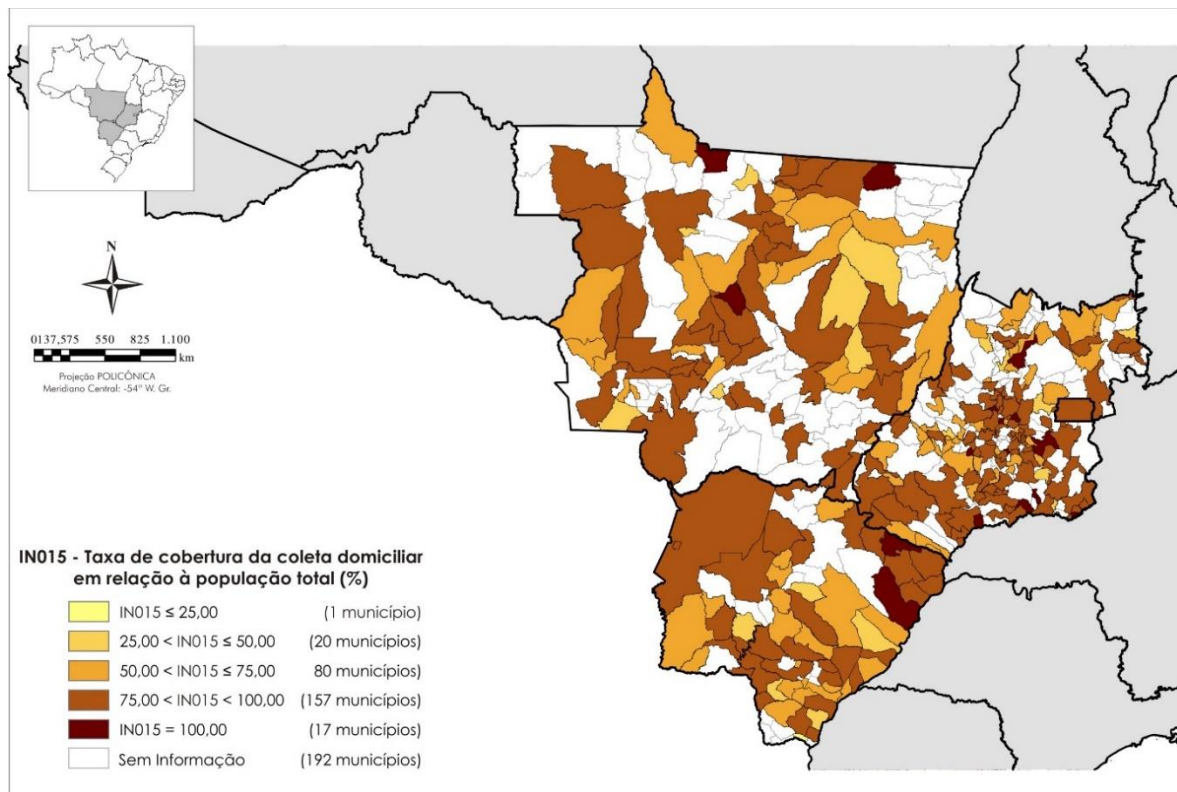 N
0137,575 550 825 1.100
km
Projeção POLICÔNICA
Meridiano Central: -54° W. Gr.
IN015 - Taxa de cobertura da coleta domiciliar
em relação à população total (%)
IN015 ≤ 25,00 (1 município)
25,00 < IN015 ≤ 50,00 (20 municípios)
50,00 < IN015 ≤ 75,00 80 municípios)
75,00 < IN015 < 100,00 (157 municípios)
IN015 = 100,00 (17 municípios)
Sem Informação (192 municípios)